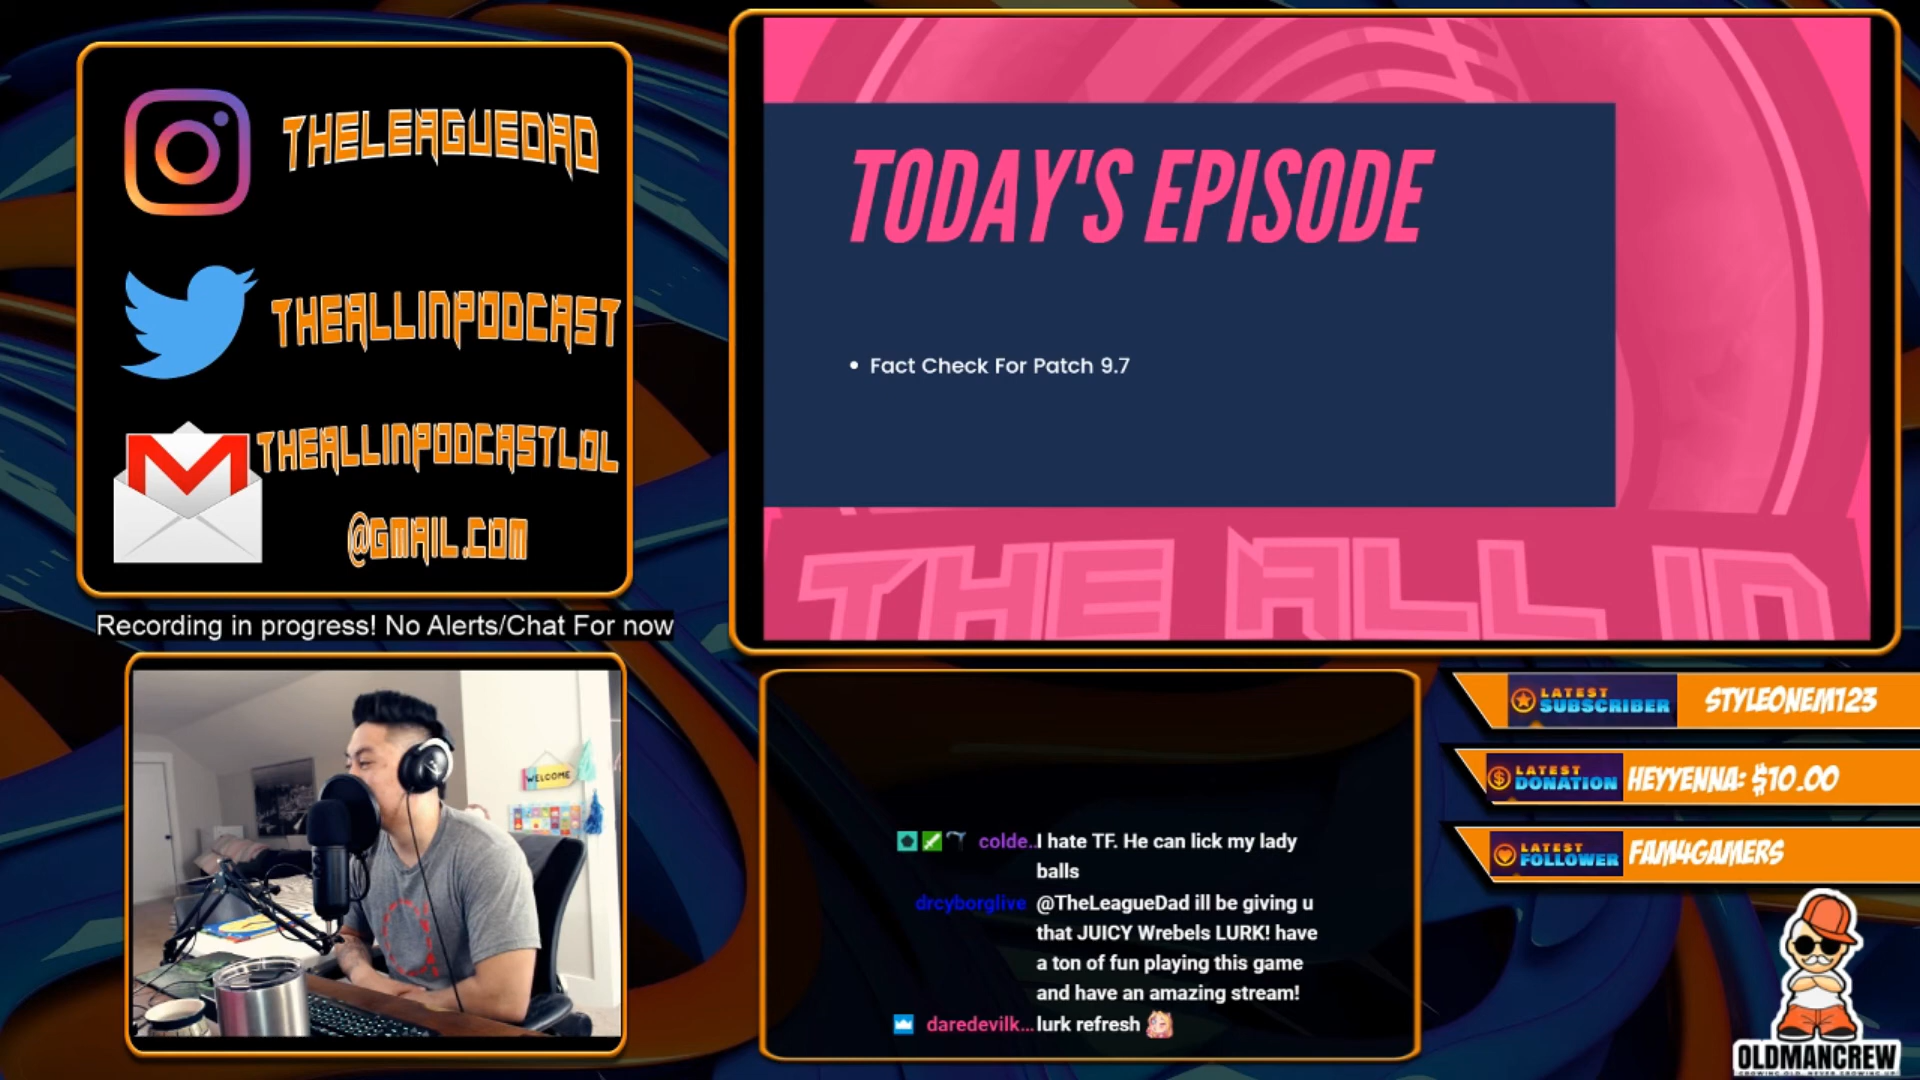 THELEAGUEDAD
THEALLINPODCAST
THEALLINPODCASTLOL
@GMAIL.COM
Recording in progress! No Alerts/Chat For now
TODAY'S EPISODE
• Fact Check For Patch 9.7
THE ALL IN
WELCOME
colde..I hate TF. He can lick my lady
balls
drcyborglive @TheLeagueDad ill be giving u
that JUICY Wrebels LURK! have
a ton of fun playing this game
and have an amazing stream!
daredevilk...lurk refresh
LATEST
SUBSCRIBER
STYLEONEM123
LATEST
DONATION
HEYYENNA: $10.00
LATEST
FOLLOWER
FAM4GAMERS
OLDMANCREW